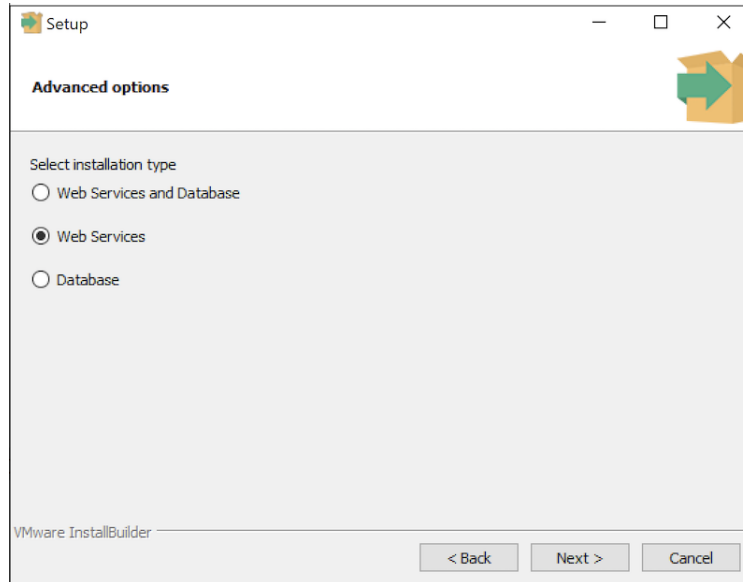 Setup
Advanced options
Select installation type
Web Services and Database
Web Services
Database
VMware InstallBuilder
< Back
Next >
Cancel